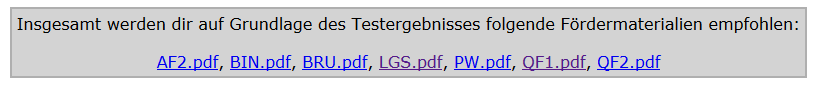 Insgesamt werden dir auf Grundlage des Testergebnisses folgende Fördermaterialien empfohlen:
AF2.pdf, BIN.pdf, BRU.pdf, LGS.pdf, PW.pdf, QF1.pdf, QF2.pdf